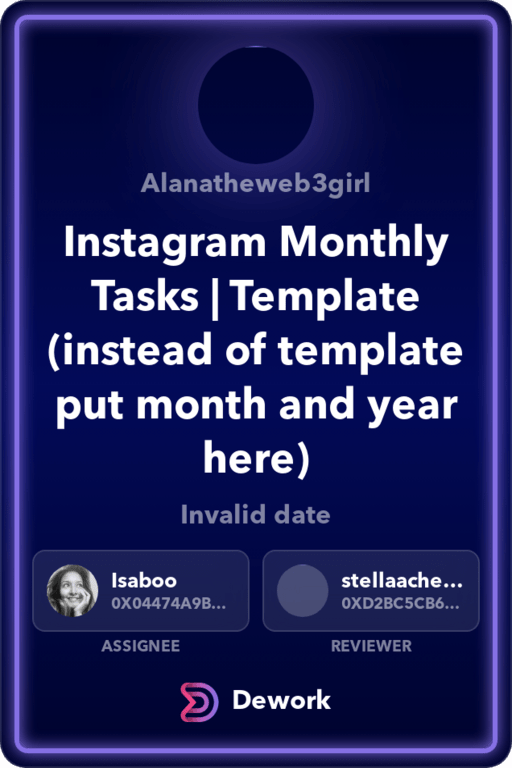 Alanatheweb3girl
Instagram Monthly
Tasks | Template
(instead of template
put month and year
here)
Invalid date
Isaboo
0X04474A9B...
stellaache...
0XD2BC5CB6...
ASSIGNEE
REVIEWER
Dework